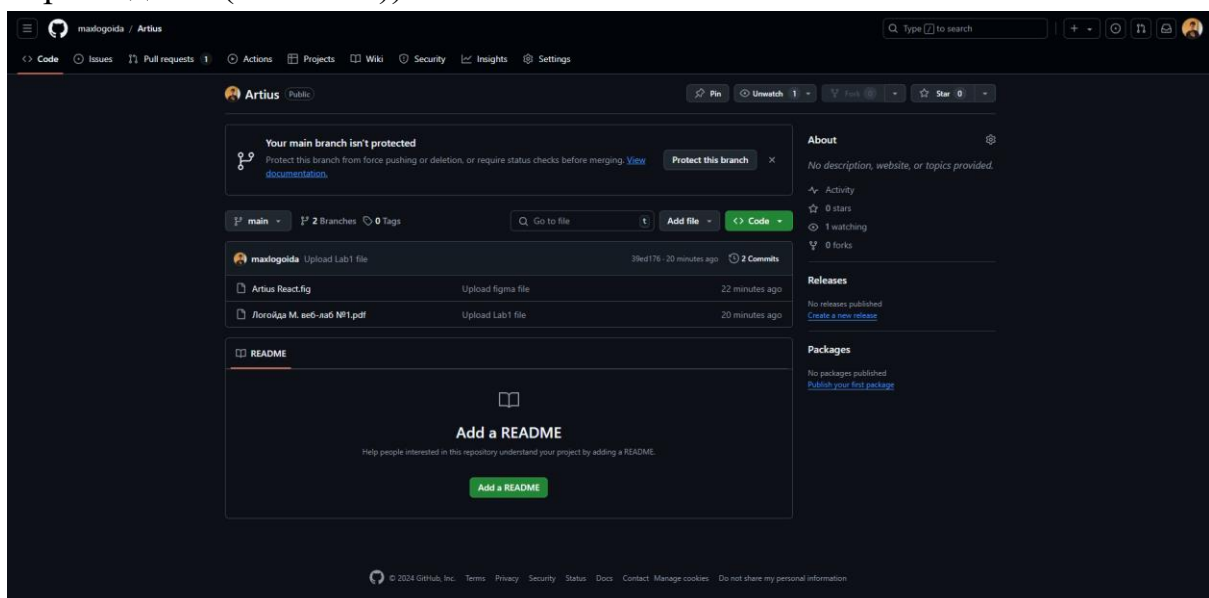 maxlogoida / Artius
Type / to search
Code Issues Pull requests 1 Actions Projects Wiki Security Insights Settings
Artius Public
Pin Unwatch 1 Fork 0 Star 0
Your main branch isn't protected
Protect this branch from force pushing or deletion, or require status checks before merging. View
documentation.
Protect this branch
main 2 Branches 0 Tags Go to file t Add file Code
maxlogoida Upload Lab1 file 39ed176 · 20 minutes ago 2 Commits
Artius React.fig Upload figma file 22 minutes ago
Логойда М. веб-лаб №1.pdf Upload Lab1 file 20 minutes ago
README
Add a README
Help people interested in this repository understand your project by adding a README.
Add a README
About
No description, website, or topics provided.
Activity
0 stars
1 watching
0 forks
Releases
No releases published
Create a new release
Packages
No packages published
Publish your first package
© 2024 GitHub, Inc. Terms Privacy Security Status Docs Contact Manage cookies Do not share my personal information